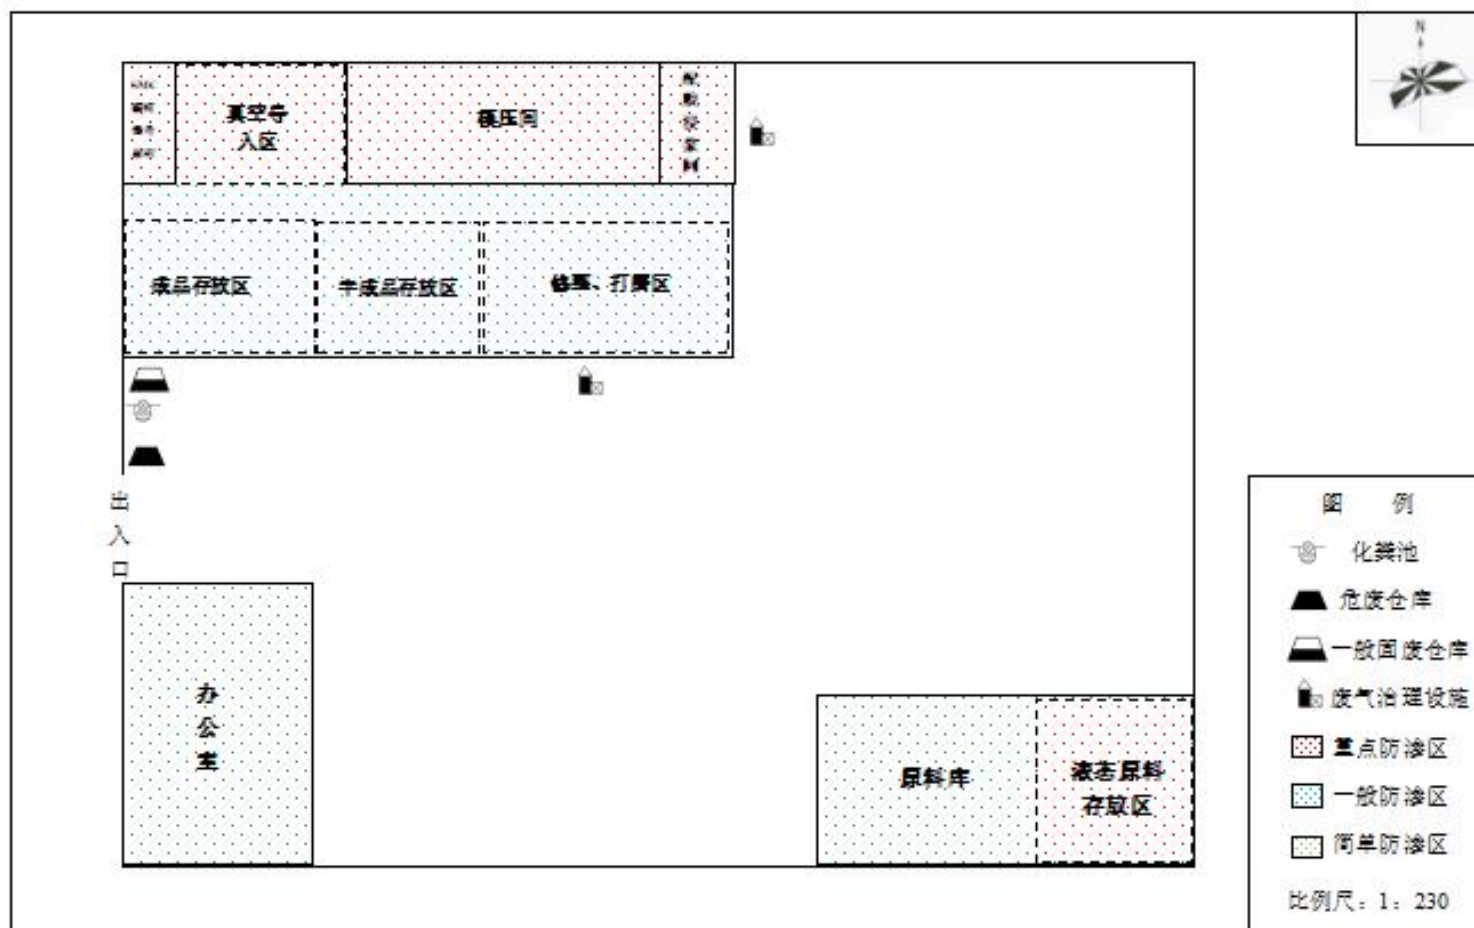 N
真空导
入区
模压间
配
胶
间
成品存放区
半成品存放区
修整、打磨区
出
入
口
办
公
室
原料库
液态原料
存放区
图 例
化粪池
危废仓库
一般固废仓库
废气治理设施
重点防渗区
一般防渗区
简单防渗区
比例尺：1：230